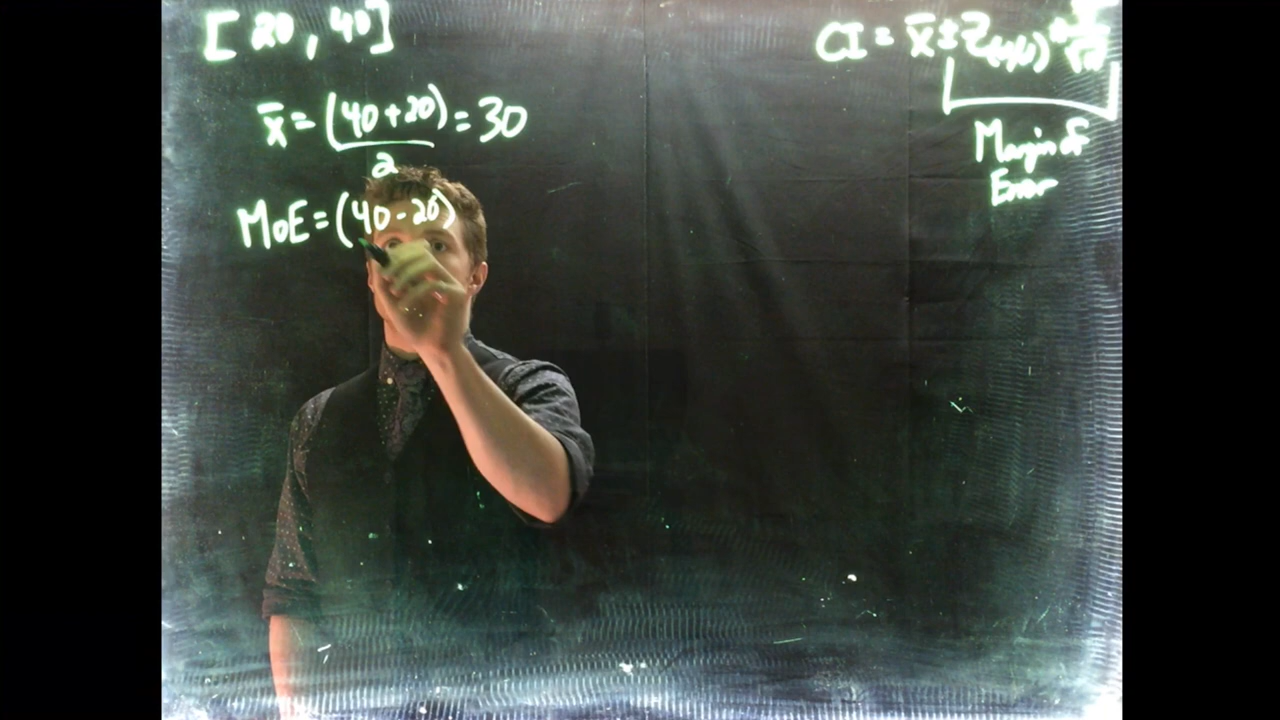 [20, 40]
CI = x̄ ± Z(α/2) * σ/√n
Margin of
Error
x̄ = (40+20)/2 = 30
MoE = (40-20)